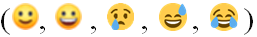 (🙂, 😀, 😢, 😅, 😂)